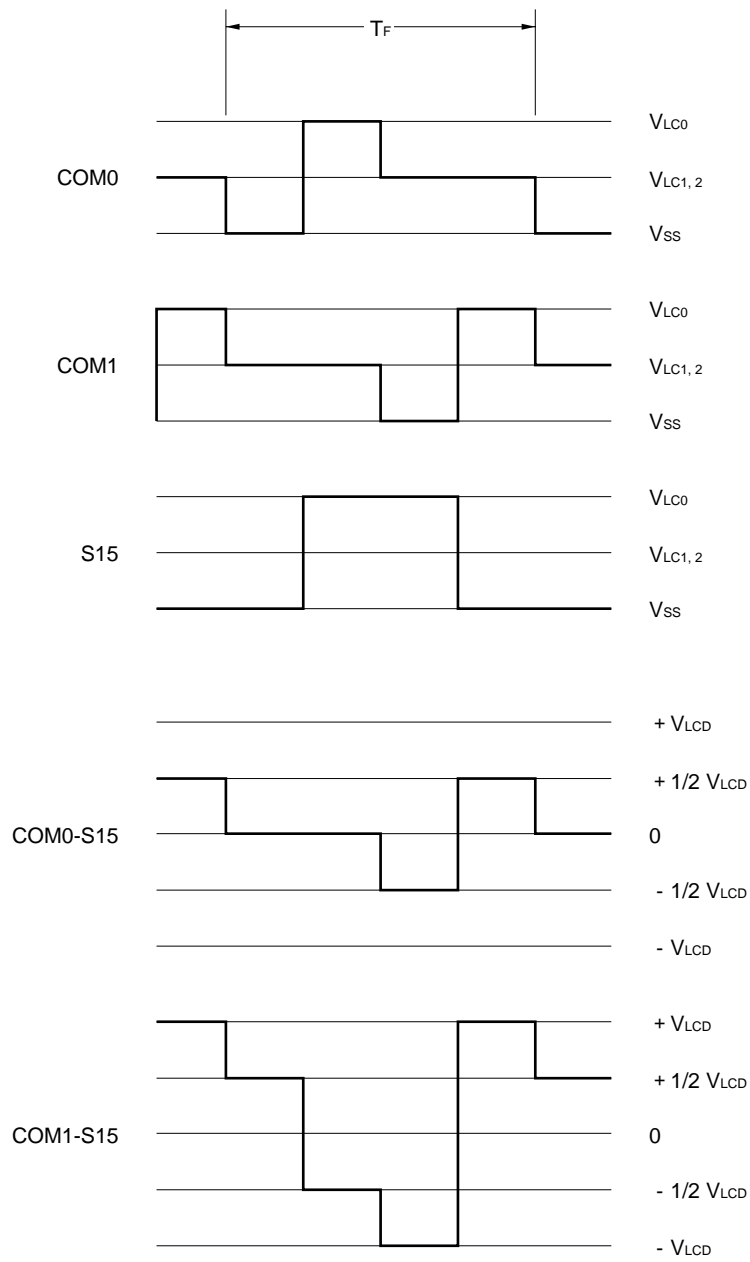 TF
VLC0
COM0
VLC1, 2
VSS
VLC0
COM1
VLC1, 2
VSS
VLC0
S15
VLC1, 2
VSS
+ VLCD
+ 1/2 VLCD
COM0-S15
0
- 1/2 VLCD
- VLCD
+ VLCD
+ 1/2 VLCD
COM1-S15
0
- 1/2 VLCD
- VLCD